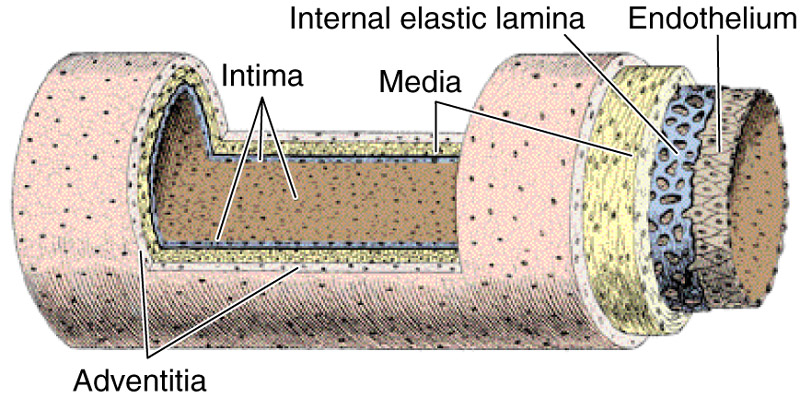 Internal elastic lamina
Endothelium
Intima
Media
Adventitia